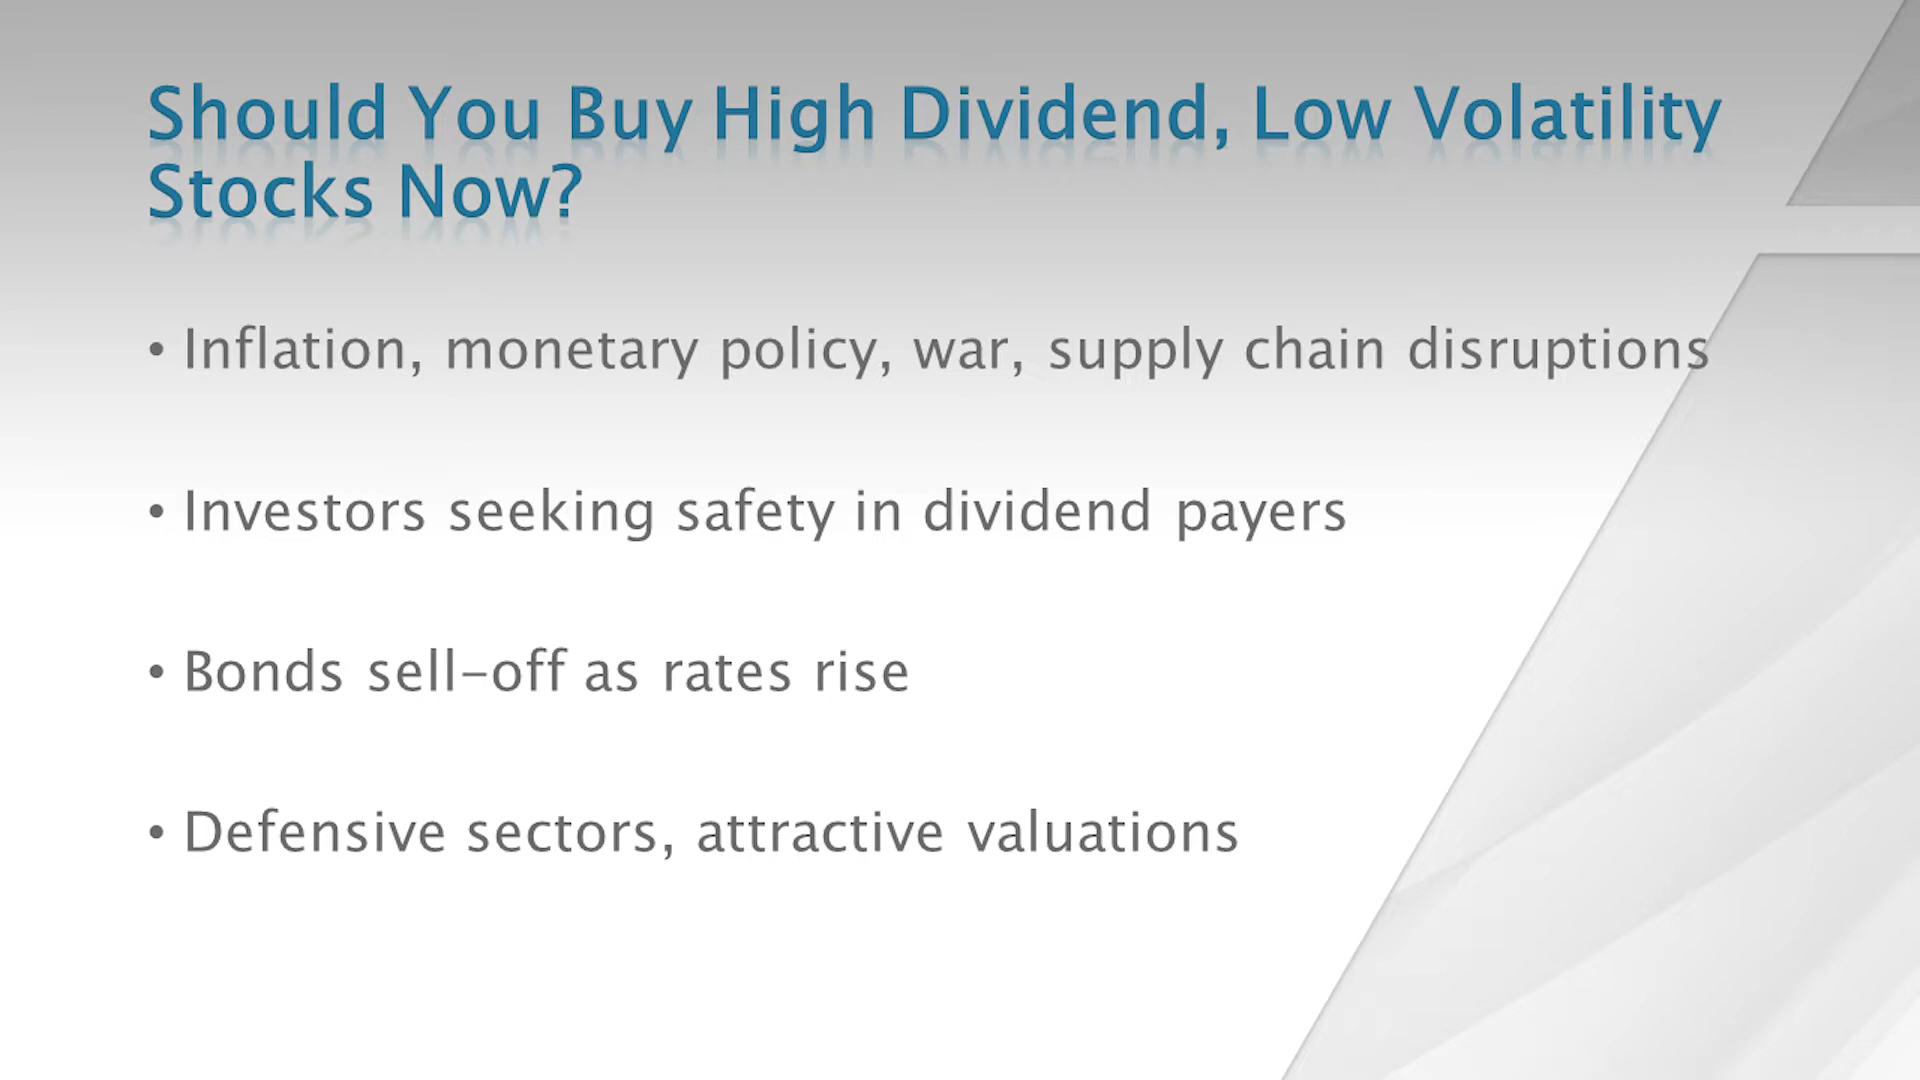 Should You Buy High Dividend, Low Volatility
Stocks Now?
• Inflation, monetary policy, war, supply chain disruptions
• Investors seeking safety in dividend payers
• Bonds sell-off as rates rise
• Defensive sectors, attractive valuations